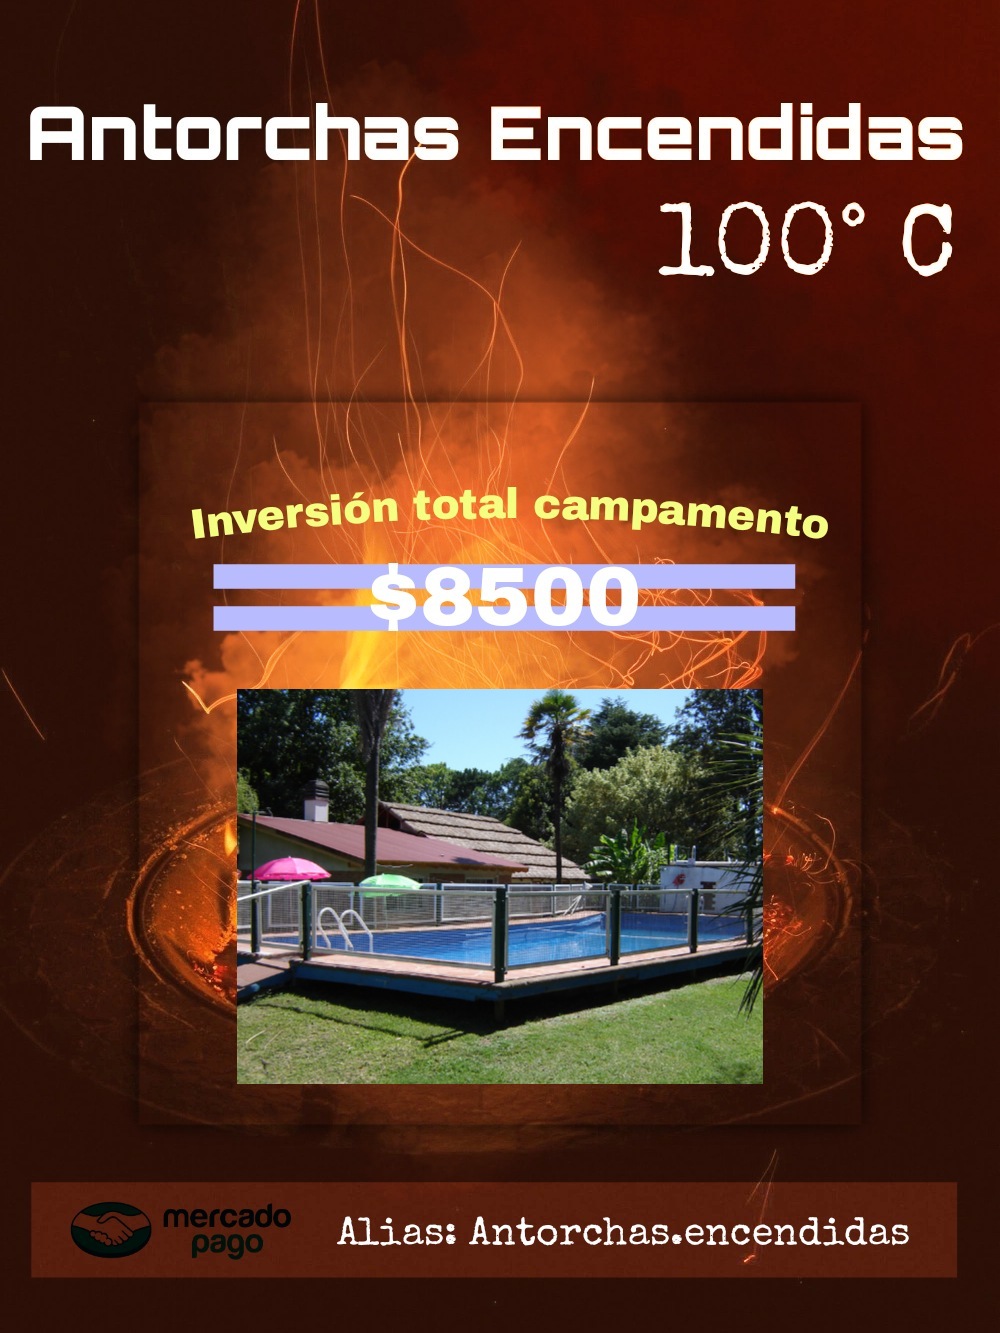 Antorchas Encendidas
100° C
Inversión total campamento
$8500
mercado
pago
Alias: Antorchas.encendidas